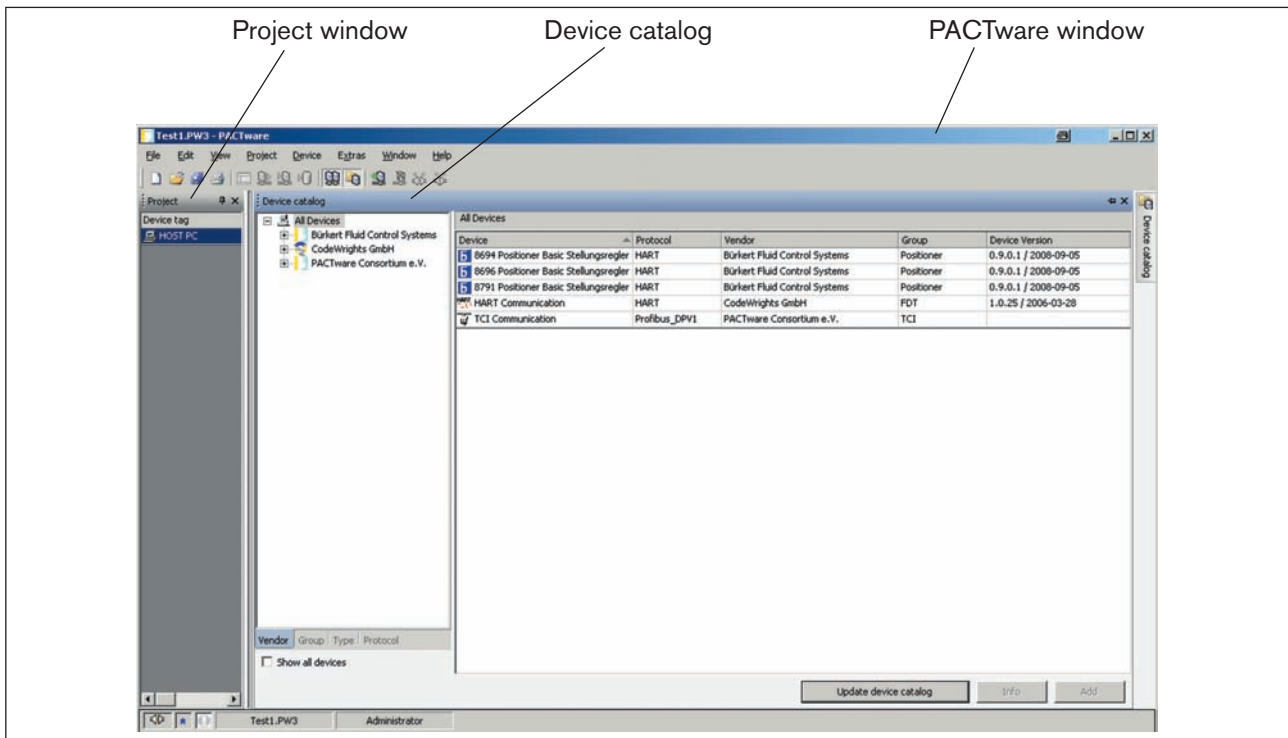 Project window
Device catalog
PACTware window
Test1.PW3 - PACTware
File Edit View Project Device Extras Window Help
Project
Device tag
HOST PC
Device catalog
All Devices
Bürkert Fluid Control Systems
CodeWrights GmbH
PACTware Consortium e.V.
Vendor Group Type Protocol
Show all devices
All Devices
Device Protocol Vendor Group Device Version
8694 Positioner Basic Stellungsregler HART Bürkert Fluid Control Systems Positioner 0.9.0.1 / 2008-09-05
8696 Positioner Basic Stellungsregler HART Bürkert Fluid Control Systems Positioner 0.9.0.1 / 2008-09-05
8791 Positioner Basic Stellungsregler HART Bürkert Fluid Control Systems Positioner 0.9.0.1 / 2008-09-05
HART Communication HART CodeWrights GmbH FDT 1.0.25 / 2006-03-28
TCI Communication Profibus_DPV1 PACTware Consortium e.V. TCI
Update device catalog Info Add
Device catalog
Test1.PW3 Administrator